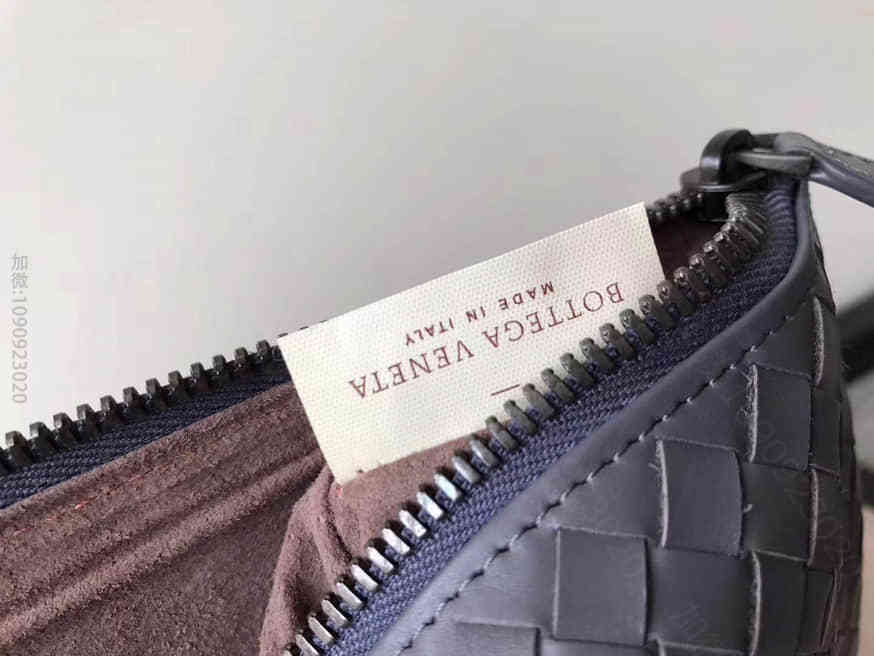 加微:1090923020
BOTTEGA VENETA
MADE IN ITALY